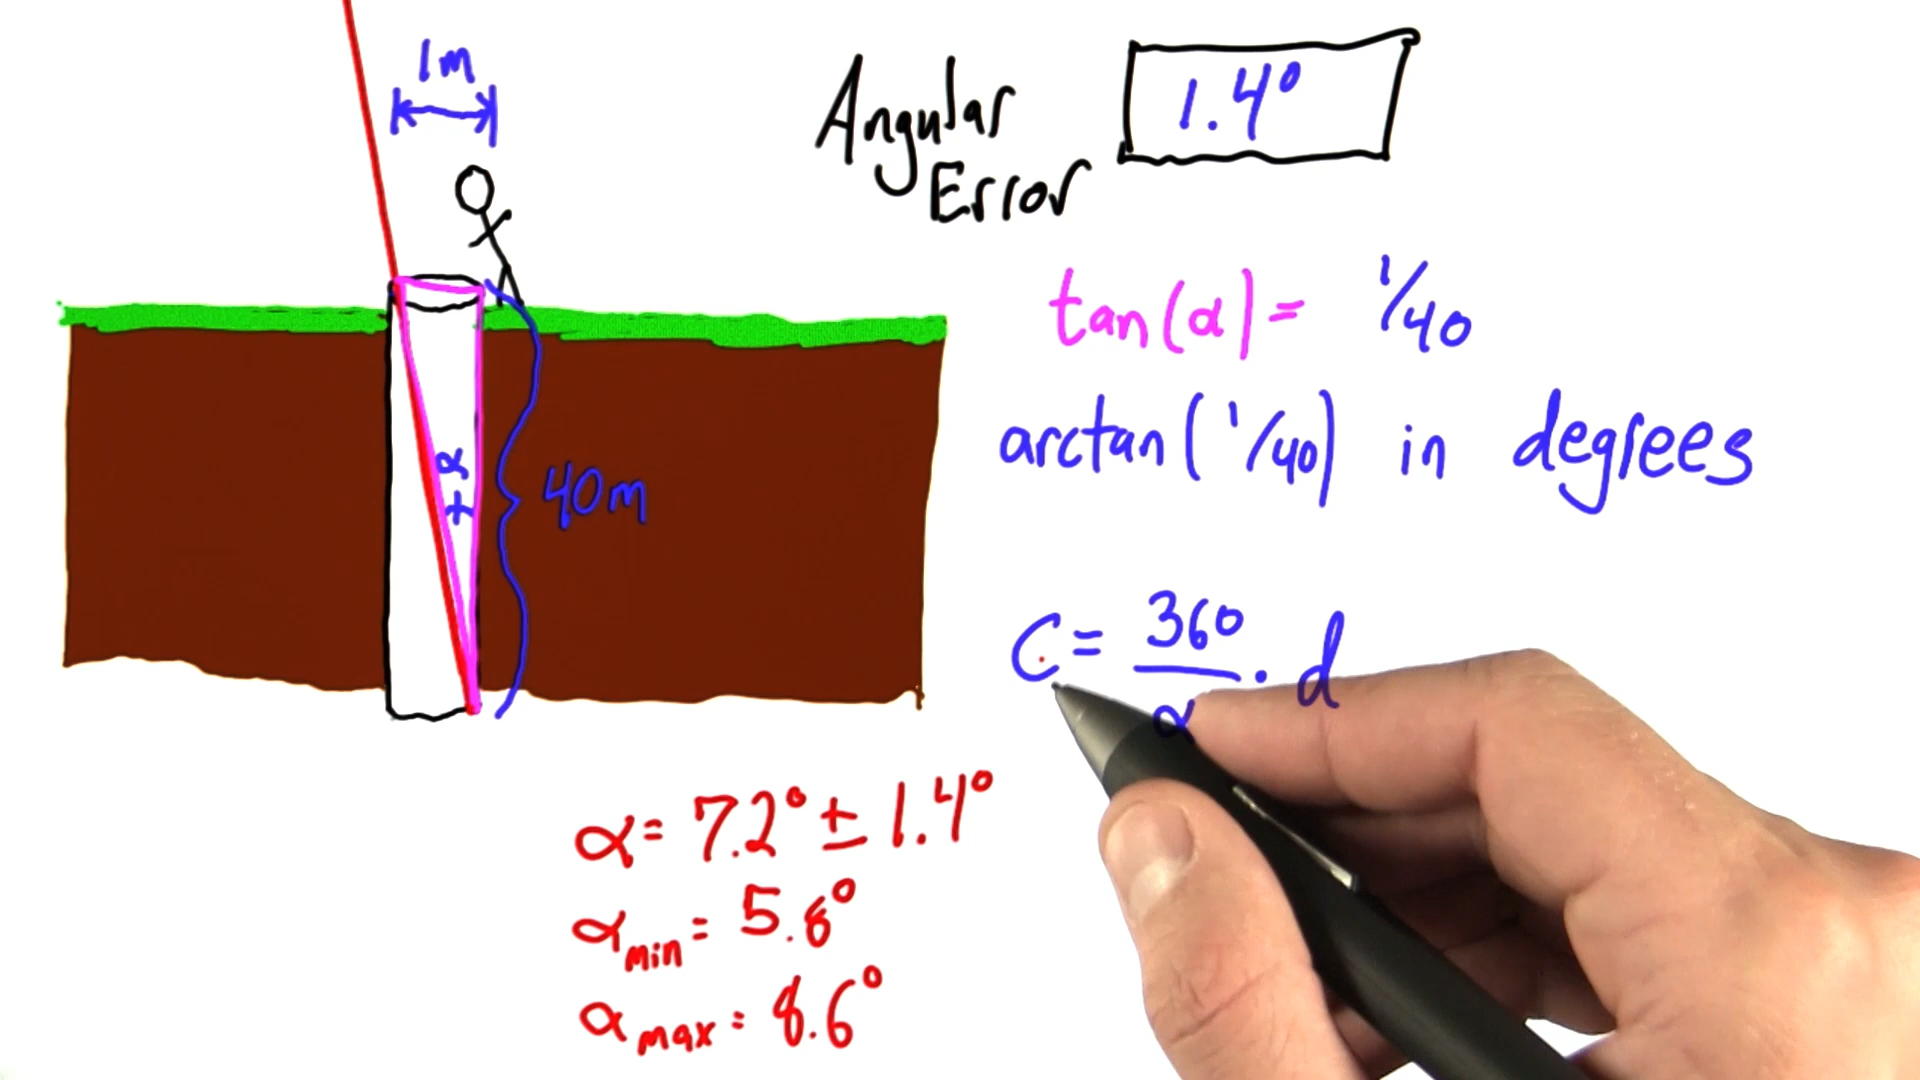 1m
Angular
Error
1.4°
tan(α) = 1/40
arctan(1/40) in degrees
± α
40m
C = 360/α · d
α = 7.2° ± 1.4°
αmin = 5.8°
αmax = 8.6°